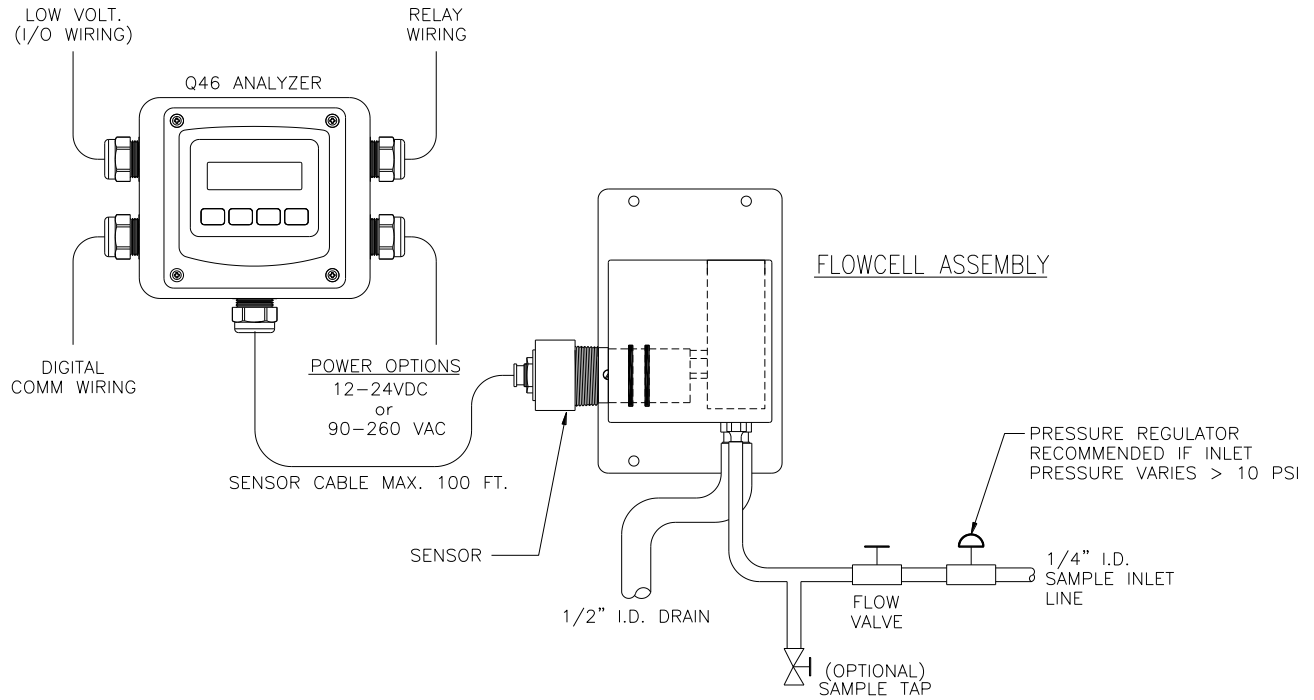 LOW VOLT.
(I/O WIRING)
RELAY
WIRING
Q46 ANALYZER
FLOWCELL ASSEMBLY
DIGITAL
COMM WIRING
POWER OPTIONS
12-24VDC
or
90-260 VAC
SENSOR CABLE MAX. 100 FT.
PRESSURE REGULATOR
RECOMMENDED IF INLET
PRESSURE VARIES > 10 PSI
SENSOR
1/4" I.D.
SAMPLE INLET
LINE
1/2" I.D. DRAIN
FLOW
VALVE
(OPTIONAL)
SAMPLE TAP